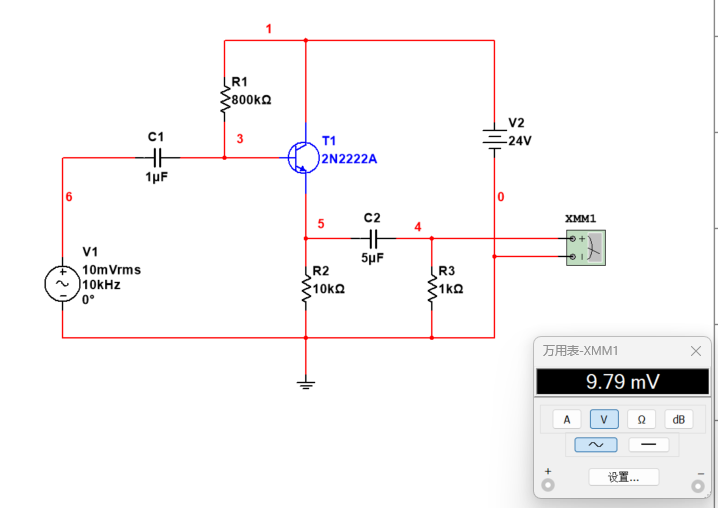 1
R1
800kΩ
C1
1µF
3
T1
2N2222A
V2
24V
6
0
5
C2
5µF
4
XMM1
V1
10mVrms
10kHz
0°
R2
10kΩ
R3
1kΩ
万用表-XMM1
9.79 mV
A
V
Ω
dB
设置...